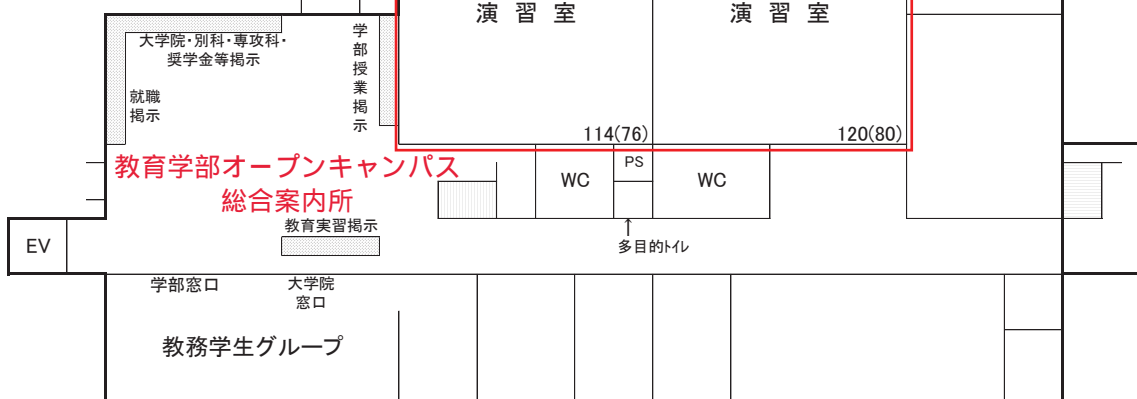 演習室
演習室
大学院・別科・専攻科・
奨学金等掲示
学部授業掲示
就職
掲示
114(76)
120(80)
教育学部オープンキャンパス
総合案内所
WC
PS
WC
教育実習掲示
↑
多目的トイレ
EV
学部窓口
大学院
窓口
教務学生グループ